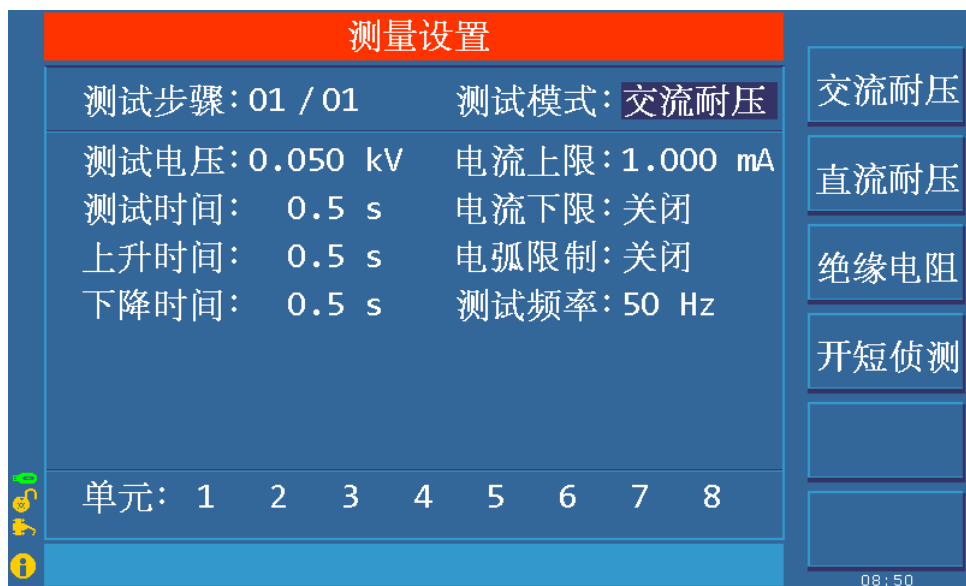 测量设置
测试步骤:01 / 01 测试模式:交流耐压
测试电压:0.050 kV 电流上限:1.000 mA
测试时间: 0.5 s 电流下限:关闭
上升时间: 0.5 s 电弧限制:关闭
下降时间: 0.5 s 测试频率:50 Hz
单元: 1 2 3 4 5 6 7 8
交流耐压
直流耐压
绝缘电阻
开短侦测
08:50